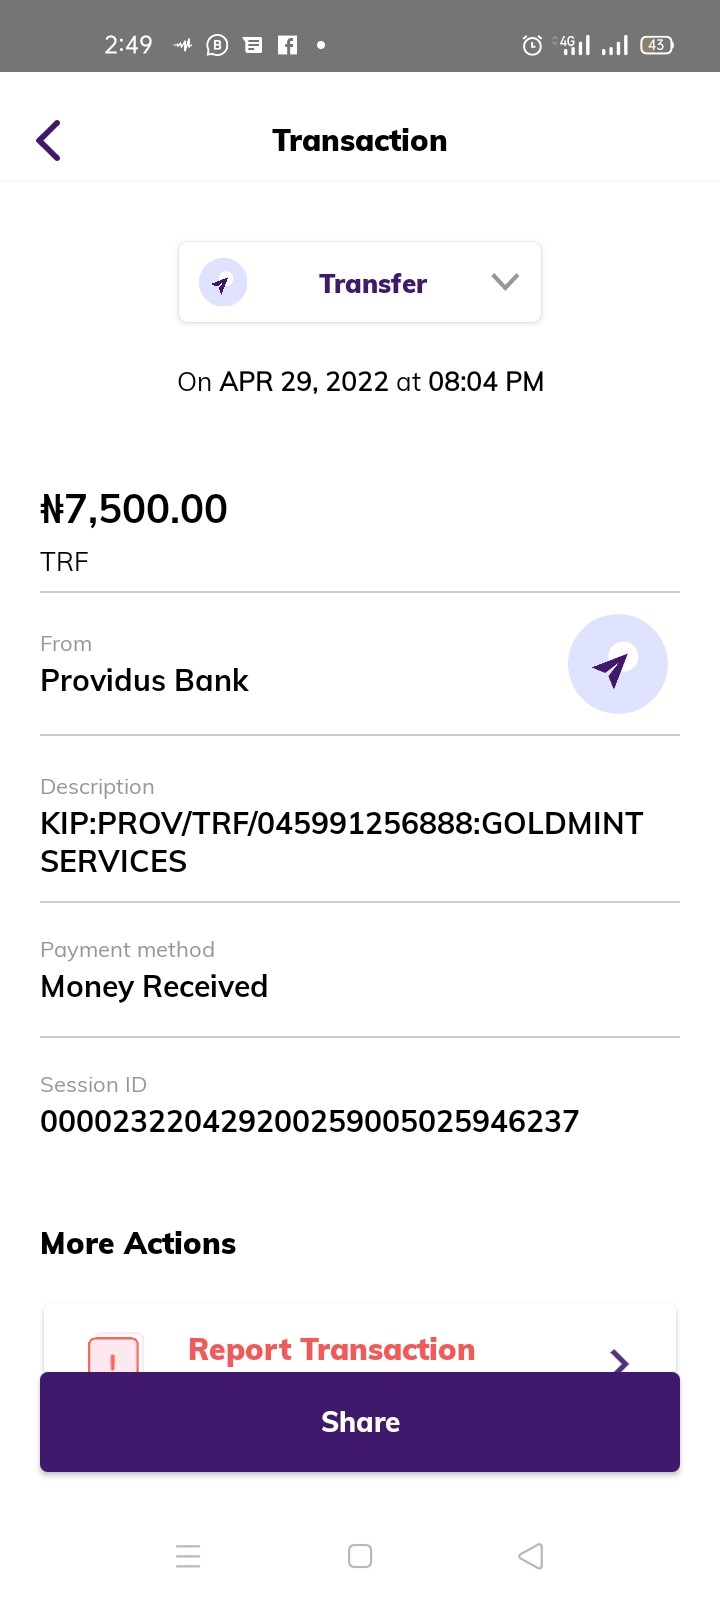 2:49
4G
43
Transaction
Transfer
On APR 29, 2022 at 08:04 PM
₦7,500.00
TRF
From
Providus Bank
Description
KIP:PROV/TRF/045991256888:GOLDMINT
SERVICES
Payment method
Money Received
Session ID
000023220429200259005025946237
More Actions
Report Transaction
Share